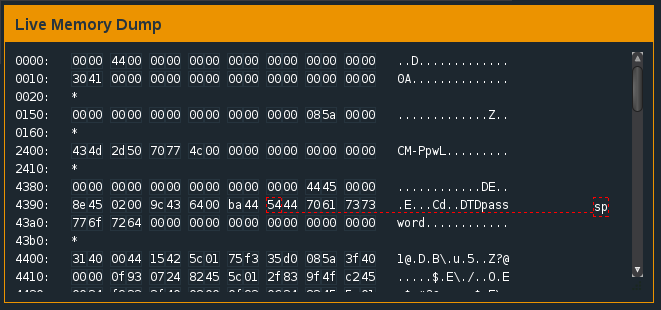 Live Memory Dump
0000: 0000 4400 0000 0000 0000 0000 0000 0000 ..D.............
0010: 3041 0000 0000 0000 0000 0000 0000 0000 0A..............
0020: *
0150: 0000 0000 0000 0000 0000 0000 085a 0000 .............Z..
0160: *
2400: 434d 2d50 7077 4c00 0000 0000 0000 0000 CM-PpwL.........
2410: *
4380: 0000 0000 0000 0000 0000 0000 4445 0000 ............DE..
4390: 8e45 0200 9c43 6400 ba44 5444 7061 7373 .E...Cd..DTDpass sp
43a0: 776f 7264 0000 0000 0000 0000 0000 0000 word............
43b0: *
4400: 3140 0044 1542 5c01 75f3 35d0 085a 3f40 1@.D.B\.u.5..Z?@
4410: 0000 0f93 0724 8245 5c01 2f83 9f4f c245 .....$.E\./..O.E